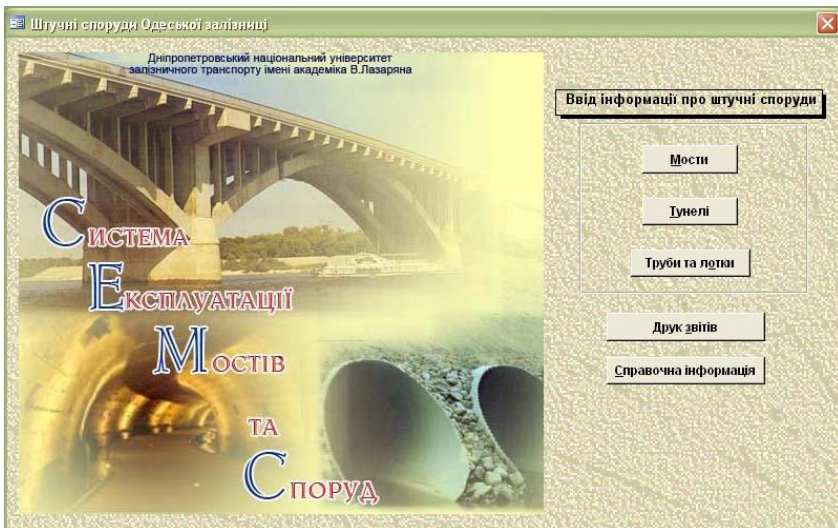 Штучні споруди Одеської залізниці
Дніпропетровський національний університет
залізничного транспорту імені академіка В.Лазаряна
Система
Експлуатації
Мостів
та
Споруд
Ввід інформації про штучні споруди
Мости
Тунелі
Труби та лотки
Друк звітів
Справочна інформація